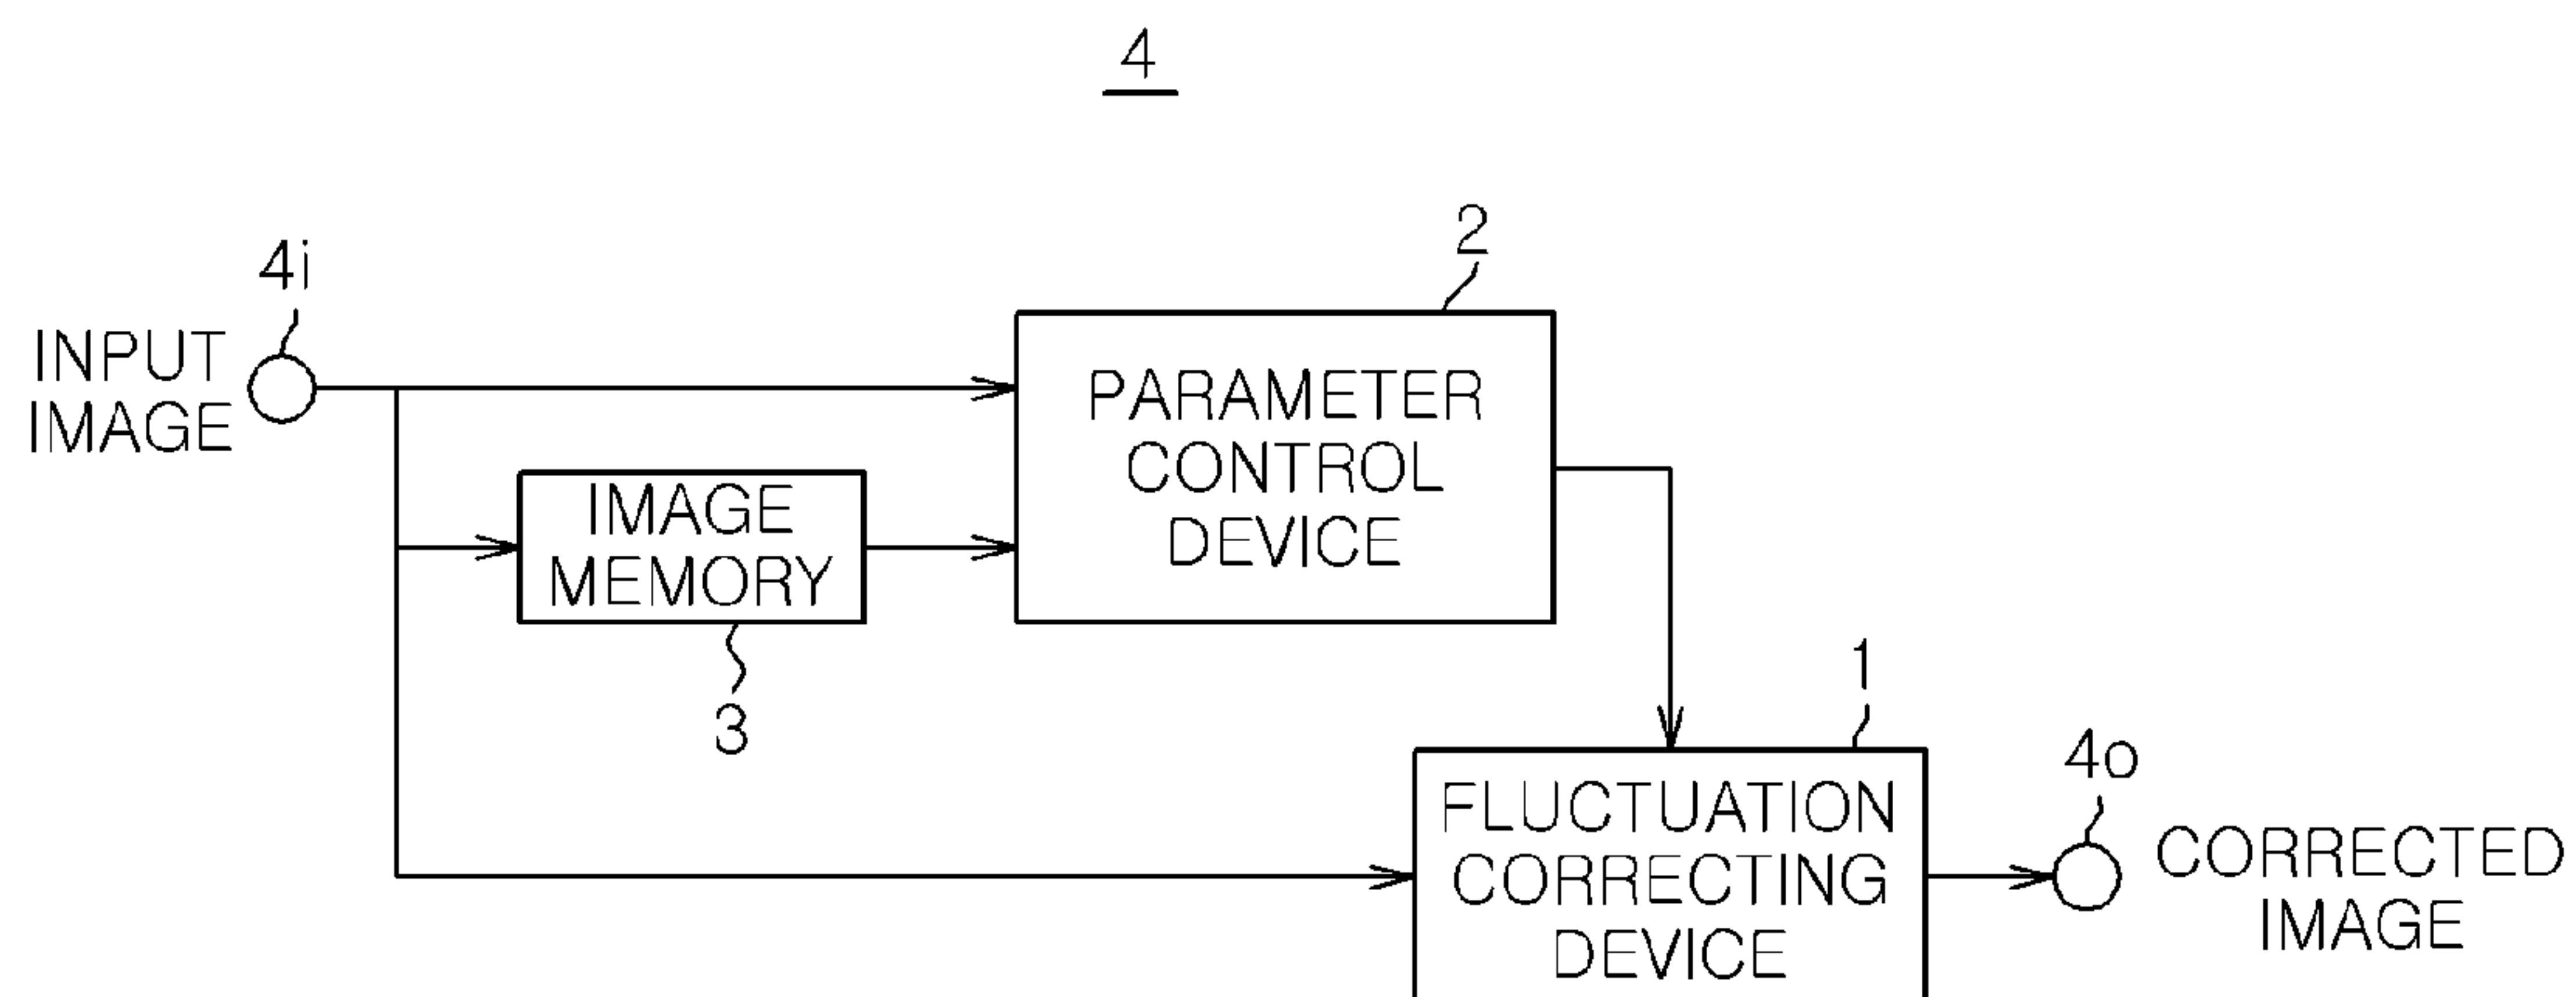 4
2
4i
INPUT
IMAGE
PARAMETER
CONTROL
DEVICE
IMAGE
MEMORY
3
1
4o
FLUCTUATION
CORRECTING
DEVICE
CORRECTED
IMAGE